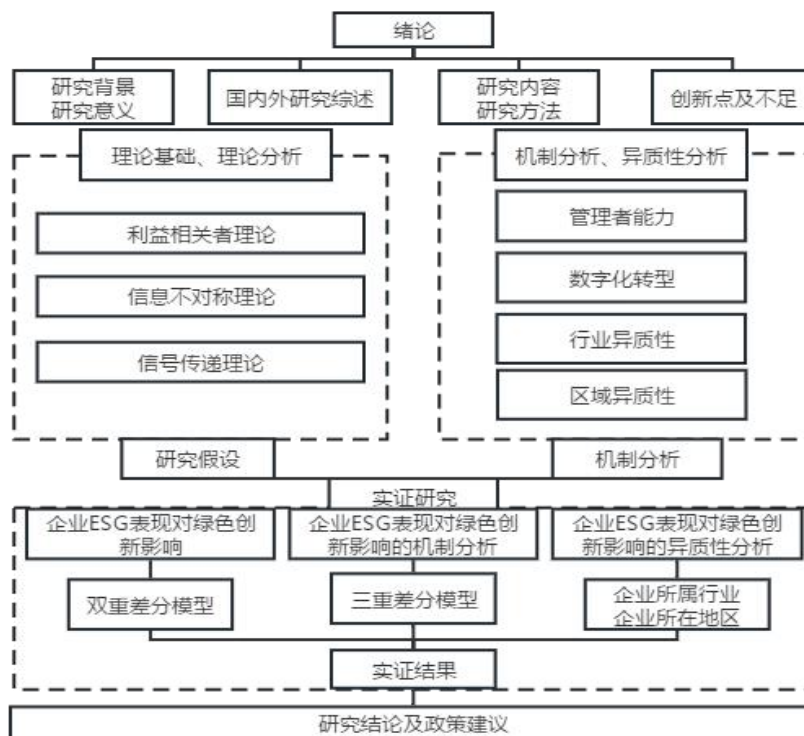 绪论
研究背景
研究意义
国内外研究综述
研究内容
研究方法
创新点及不足
理论基础、理论分析
利益相关者理论
信息不对称理论
信号传递理论
机制分析、异质性分析
管理者能力
数字化转型
行业异质性
区域异质性
研究假设
机制分析
实证研究
企业ESG表现对绿色创
新影响
企业ESG表现对绿色创
新影响的机制分析
企业ESG表现对绿色创
新影响的异质性分析
双重差分模型
三重差分模型
企业所属行业
企业所在地区
实证结果
研究结论及政策建议